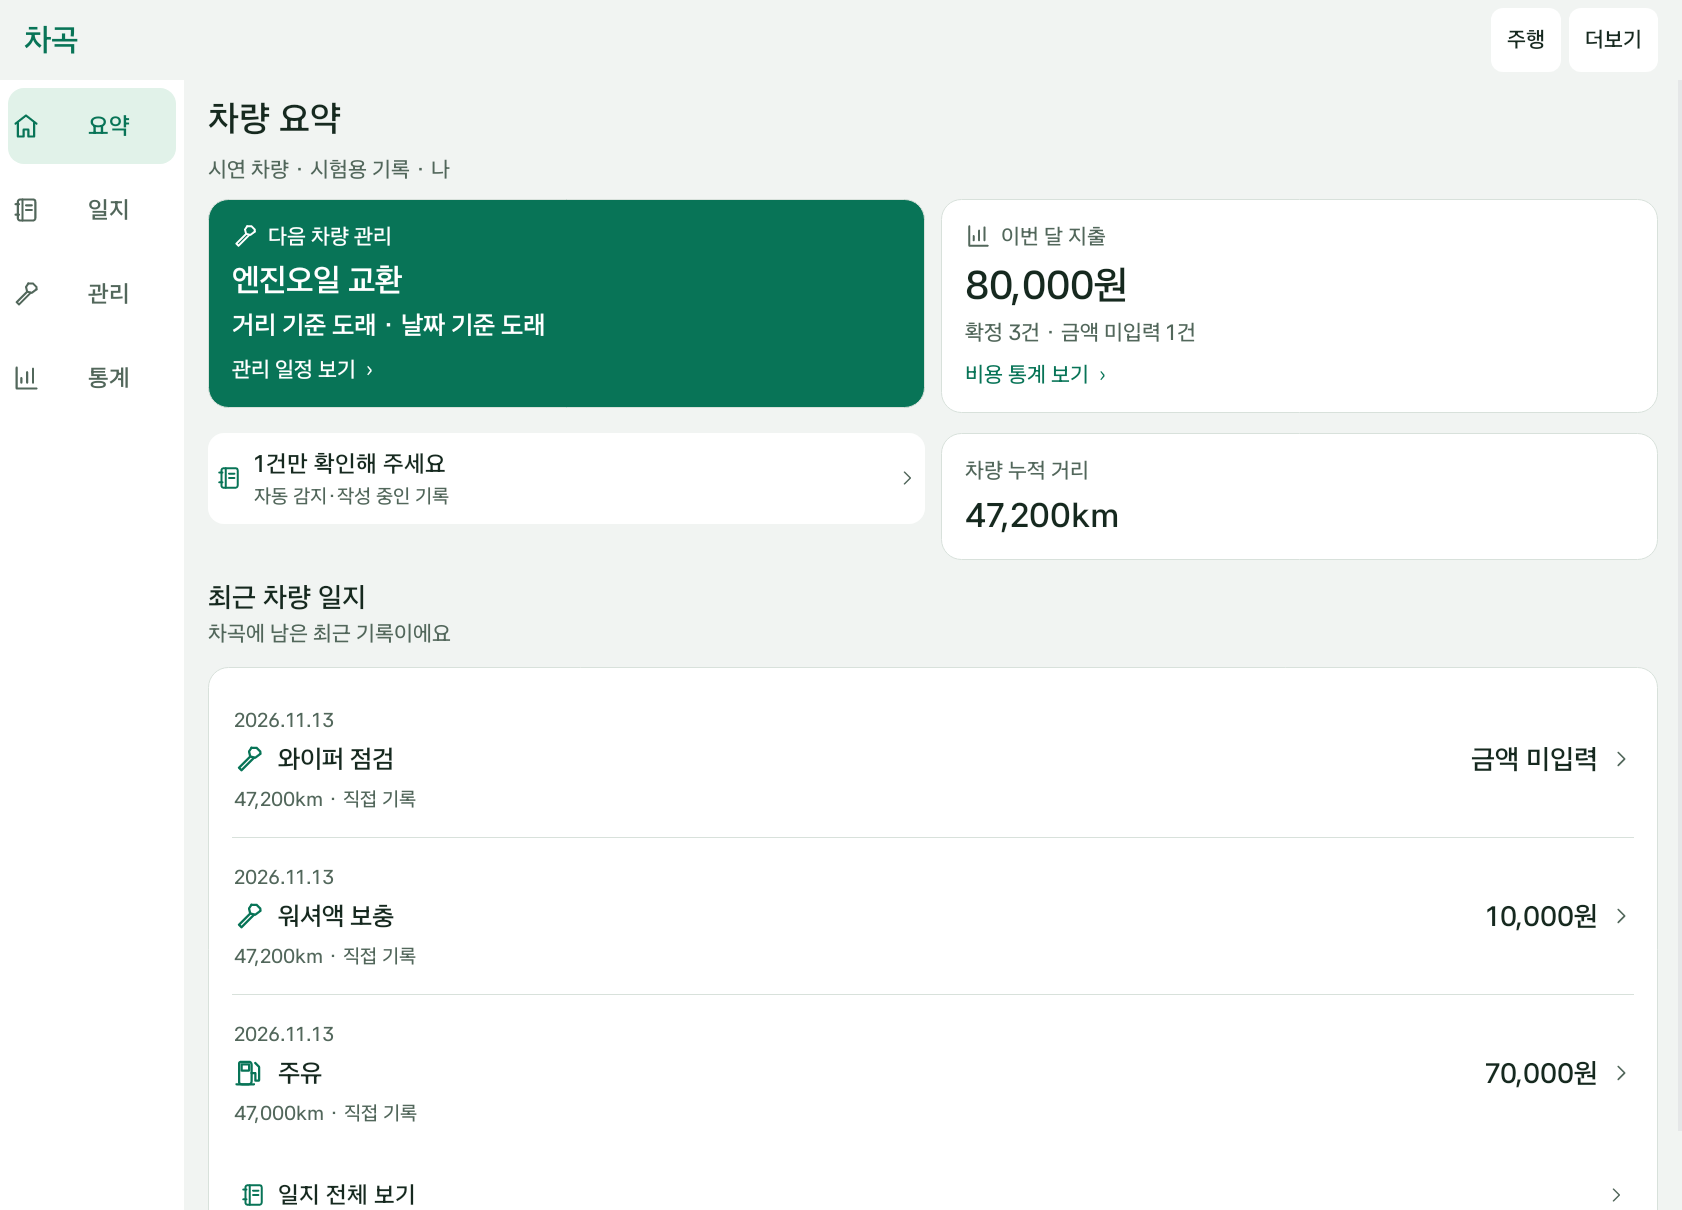 차곡
주행
더보기
요약
일지
관리
통계
차량 요약
시연 차량 · 시험용 기록 · 나
다음 차량 관리
엔진오일 교환
거리 기준 도래 · 날짜 기준 도래
관리 일정 보기 ›
이번 달 지출
80,000원
확정 3건 · 금액 미입력 1건
비용 통계 보기 ›
1건만 확인해 주세요
자동 감지·작성 중인 기록
차량 누적 거리
47,200km
최근 차량 일지
차곡에 남은 최근 기록이에요
2026.11.13
와이퍼 점검
금액 미입력
47,200km · 직접 기록
2026.11.13
워셔액 보충
10,000원
47,200km · 직접 기록
2026.11.13
주유
70,000원
47,000km · 직접 기록
일지 전체 보기